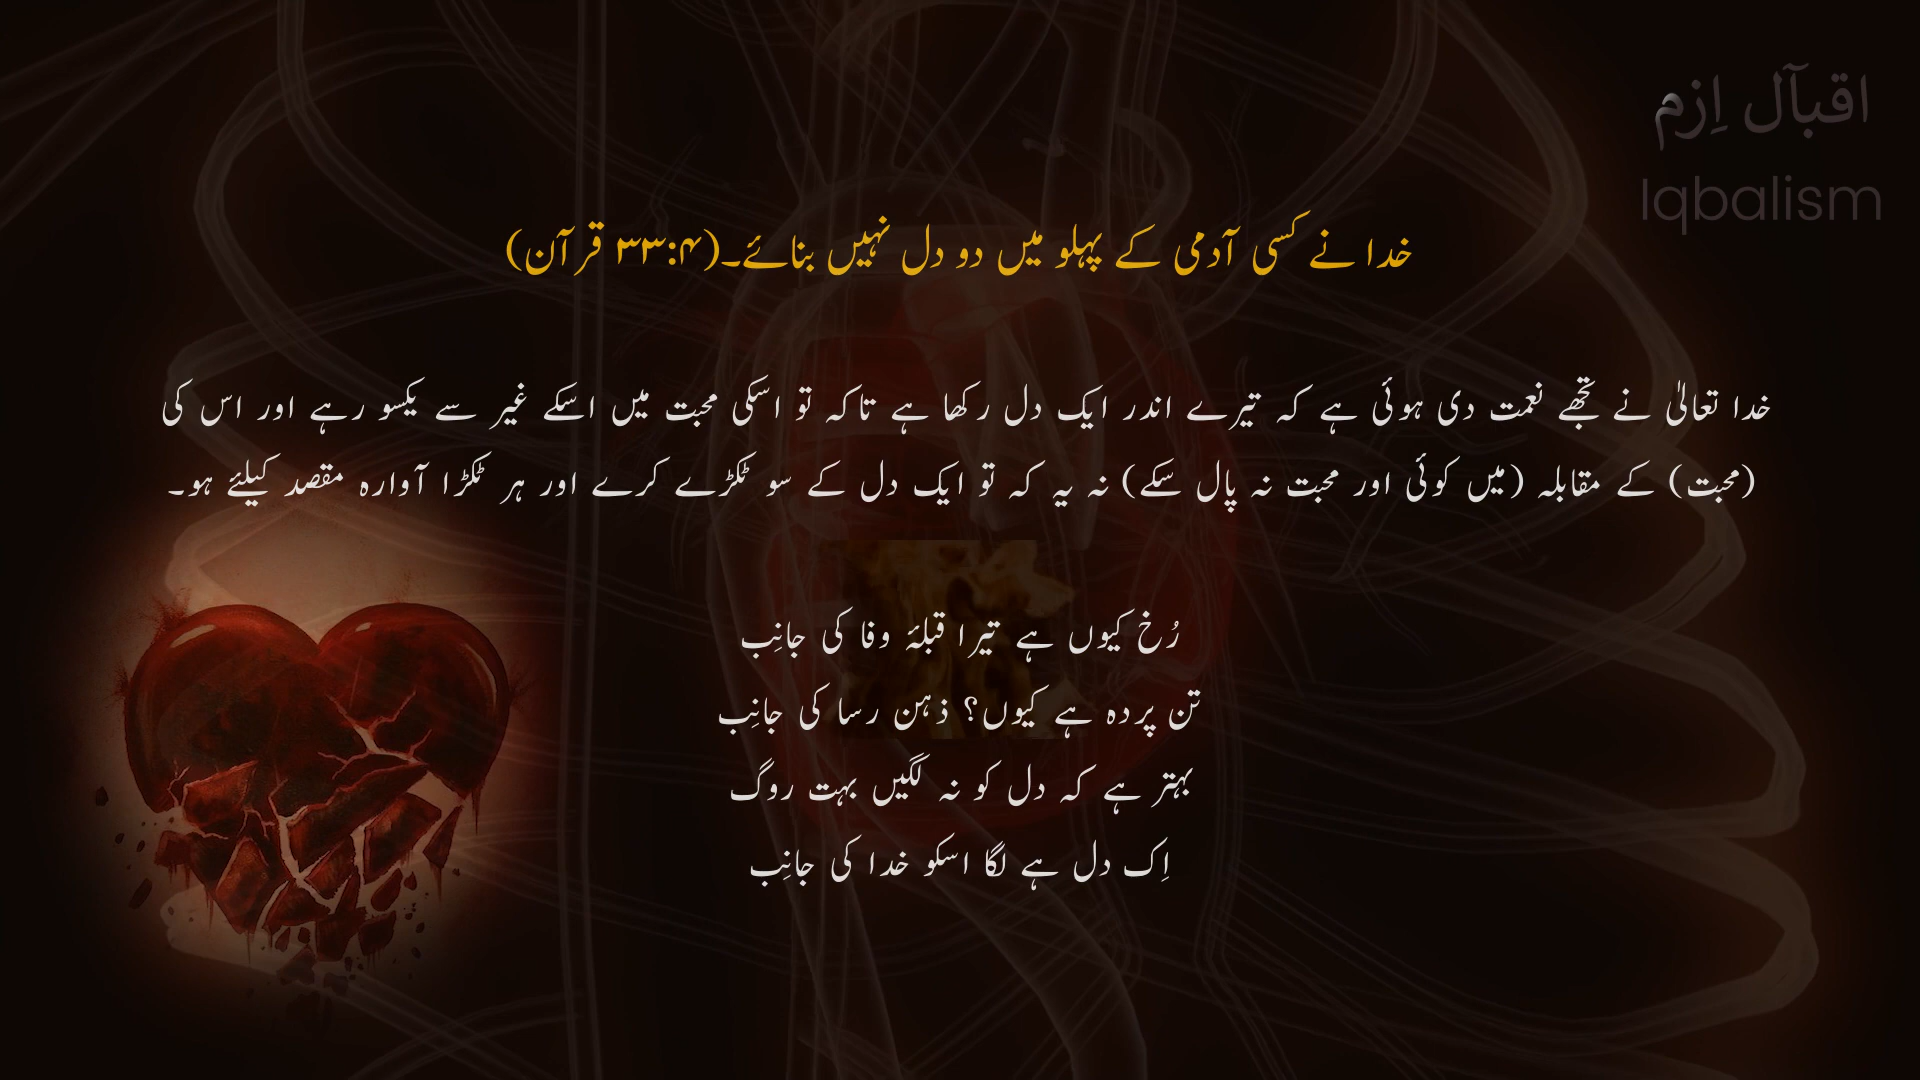 اقبآل اِزم
Iqbalism
خدا نے کسی آدمی کے پہلو میں دو دل نہیں بنائے۔(۳۳:۴ قرآن)
خدا تعالیٰ نے تجھے نعمت دی ہوئی ہے کہ تیرے اندر ایک دل رکھا ہے تاکہ تو اسکی محبت میں اسکے غیر سے یکسو رہے اور اس کی
(محبت) کے مقابلہ (میں کوئی اور محبت نہ پال سکے) نہ یہ کہ تو ایک دل کے سو ٹکڑے کرے اور ہر ٹکڑا آوارہ مقصد کیلئے ہو۔
رُخ کیوں ہے تیرا قبلۂ وفا کی جانِب
تن پردہ ہے کیوں؟ ذہن رسا کی جانِب
بہتر ہے کہ دل کو نہ لگیں بہت روگ
اِک دل ہے لگا اسکو خدا کی جانِب